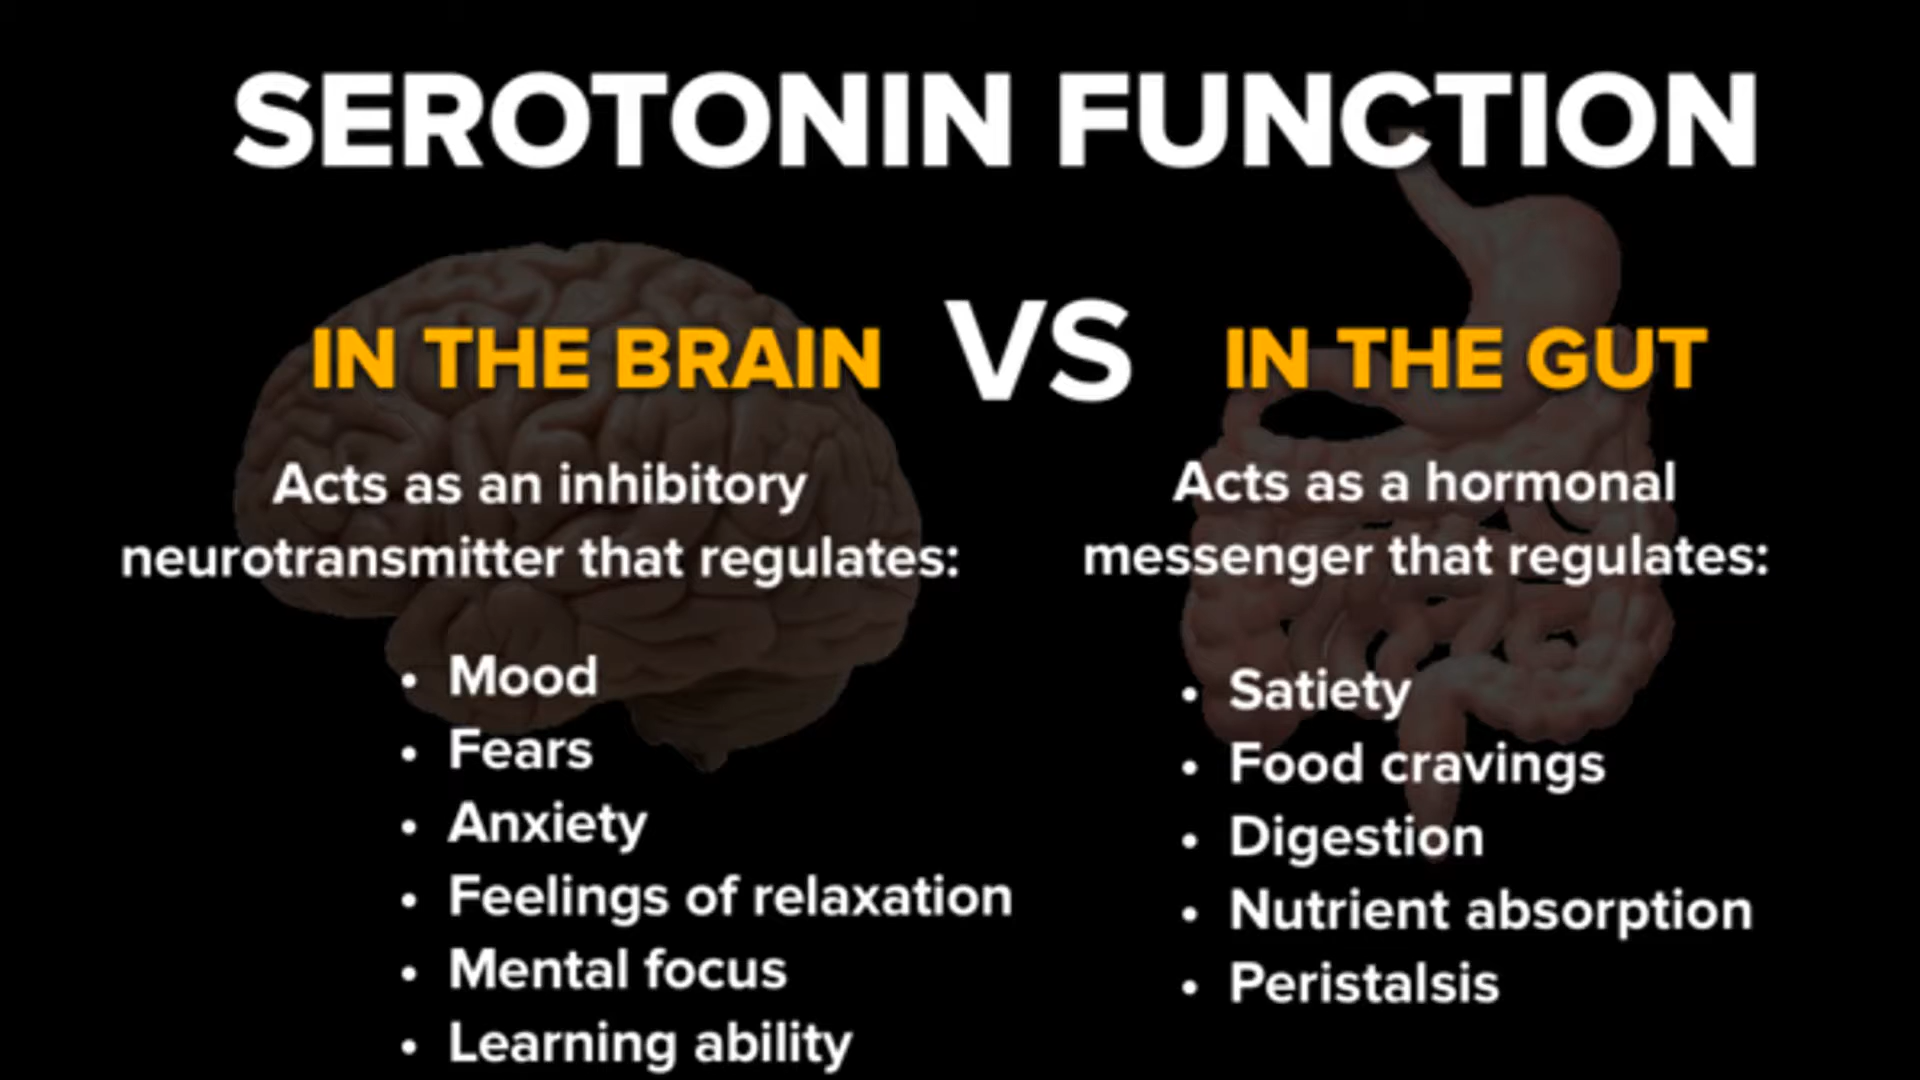 SEROTONIN FUNCTION
IN THE BRAIN
VS
IN THE GUT
Acts as an inhibitory
neurotransmitter that regulates:
• Mood
• Fears
• Anxiety
• Feelings of relaxation
• Mental focus
• Learning ability
Acts as a hormonal
messenger that regulates:
• Satiety
• Food cravings
• Digestion
• Nutrient absorption
• Peristalsis